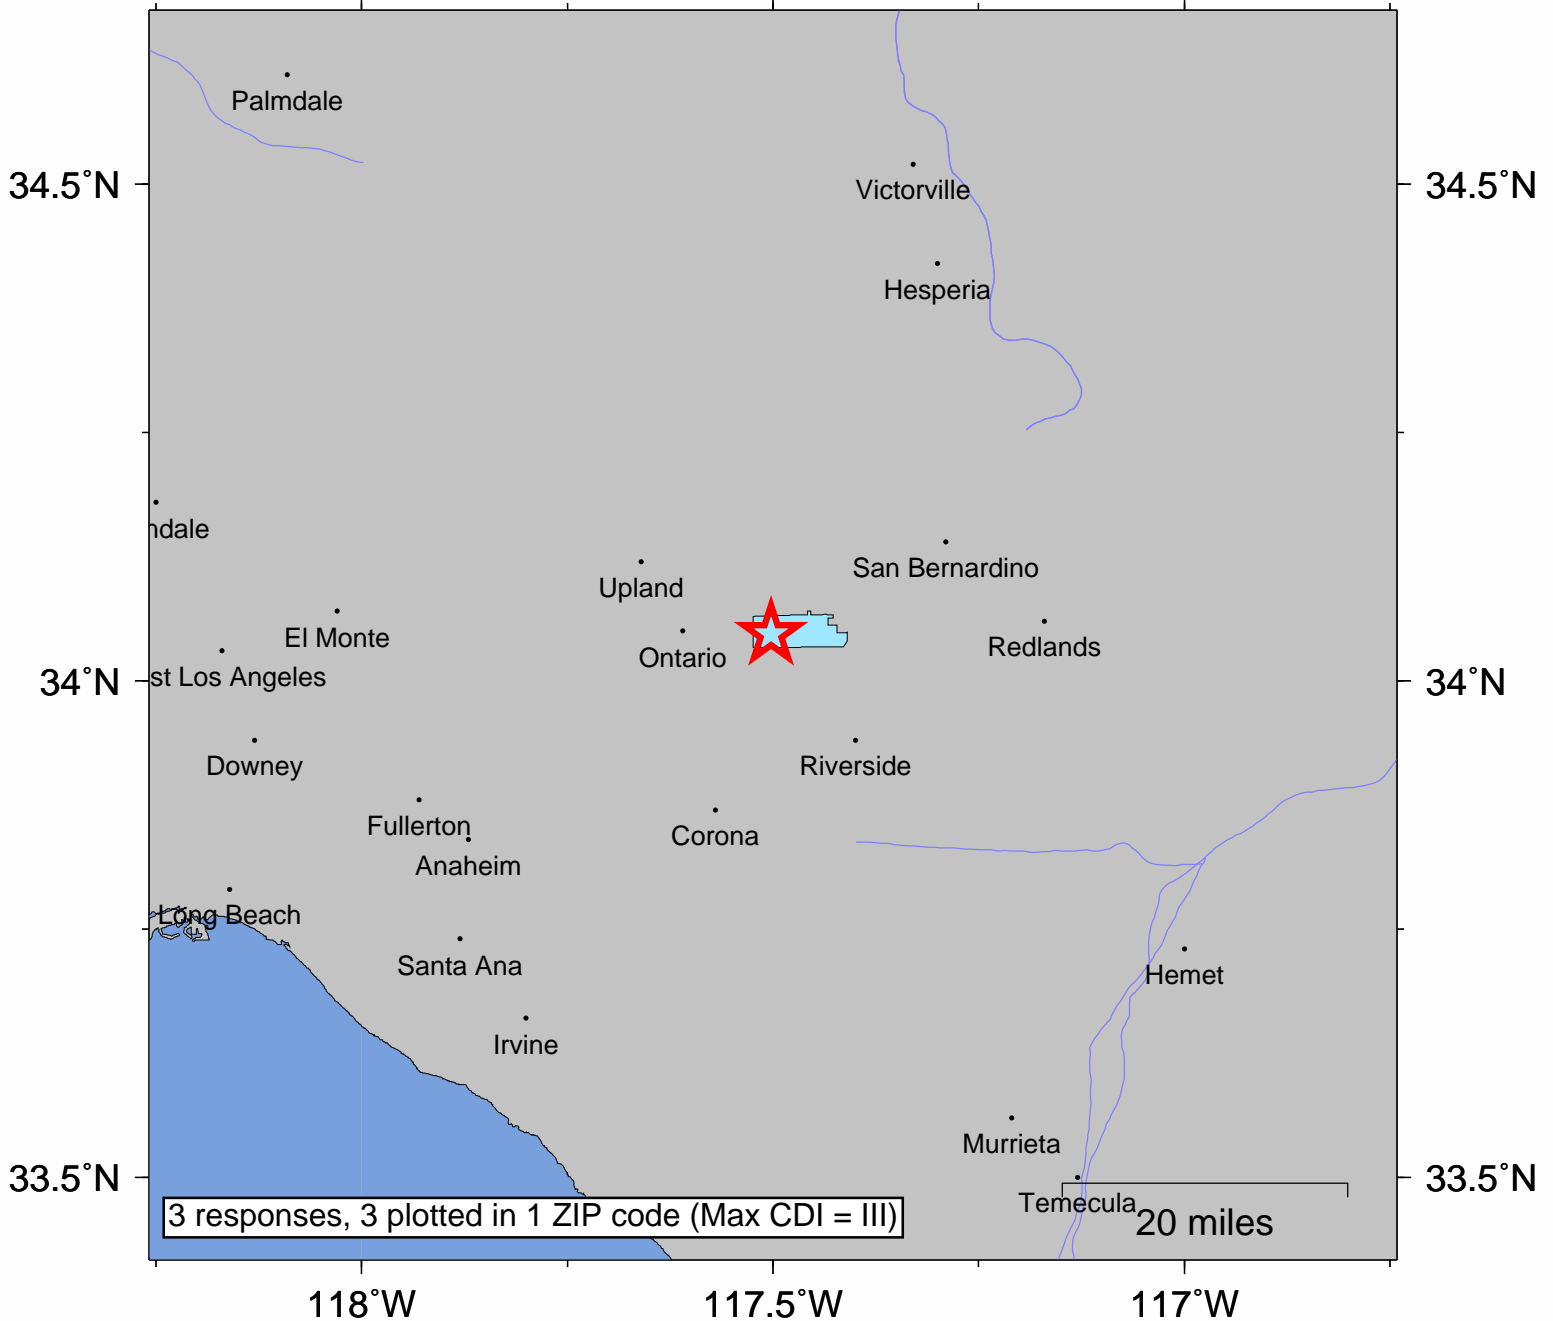 Palmdale
34.5˚N
34.5˚N
Victorville
Hesperia
ndale
San Bernardino
Upland
El Monte
Redlands
Ontario
st Los Angeles
34˚N
34˚N
Downey
Riverside
Fullerton
Corona
Anaheim
Long Beach
Santa Ana
Hemet
Irvine
Murrieta
33.5˚N
33.5˚N
Temecula
3 responses, 3 plotted in 1 ZIP code (Max CDI = III)
20 miles
118˚W
117.5˚W
117˚W